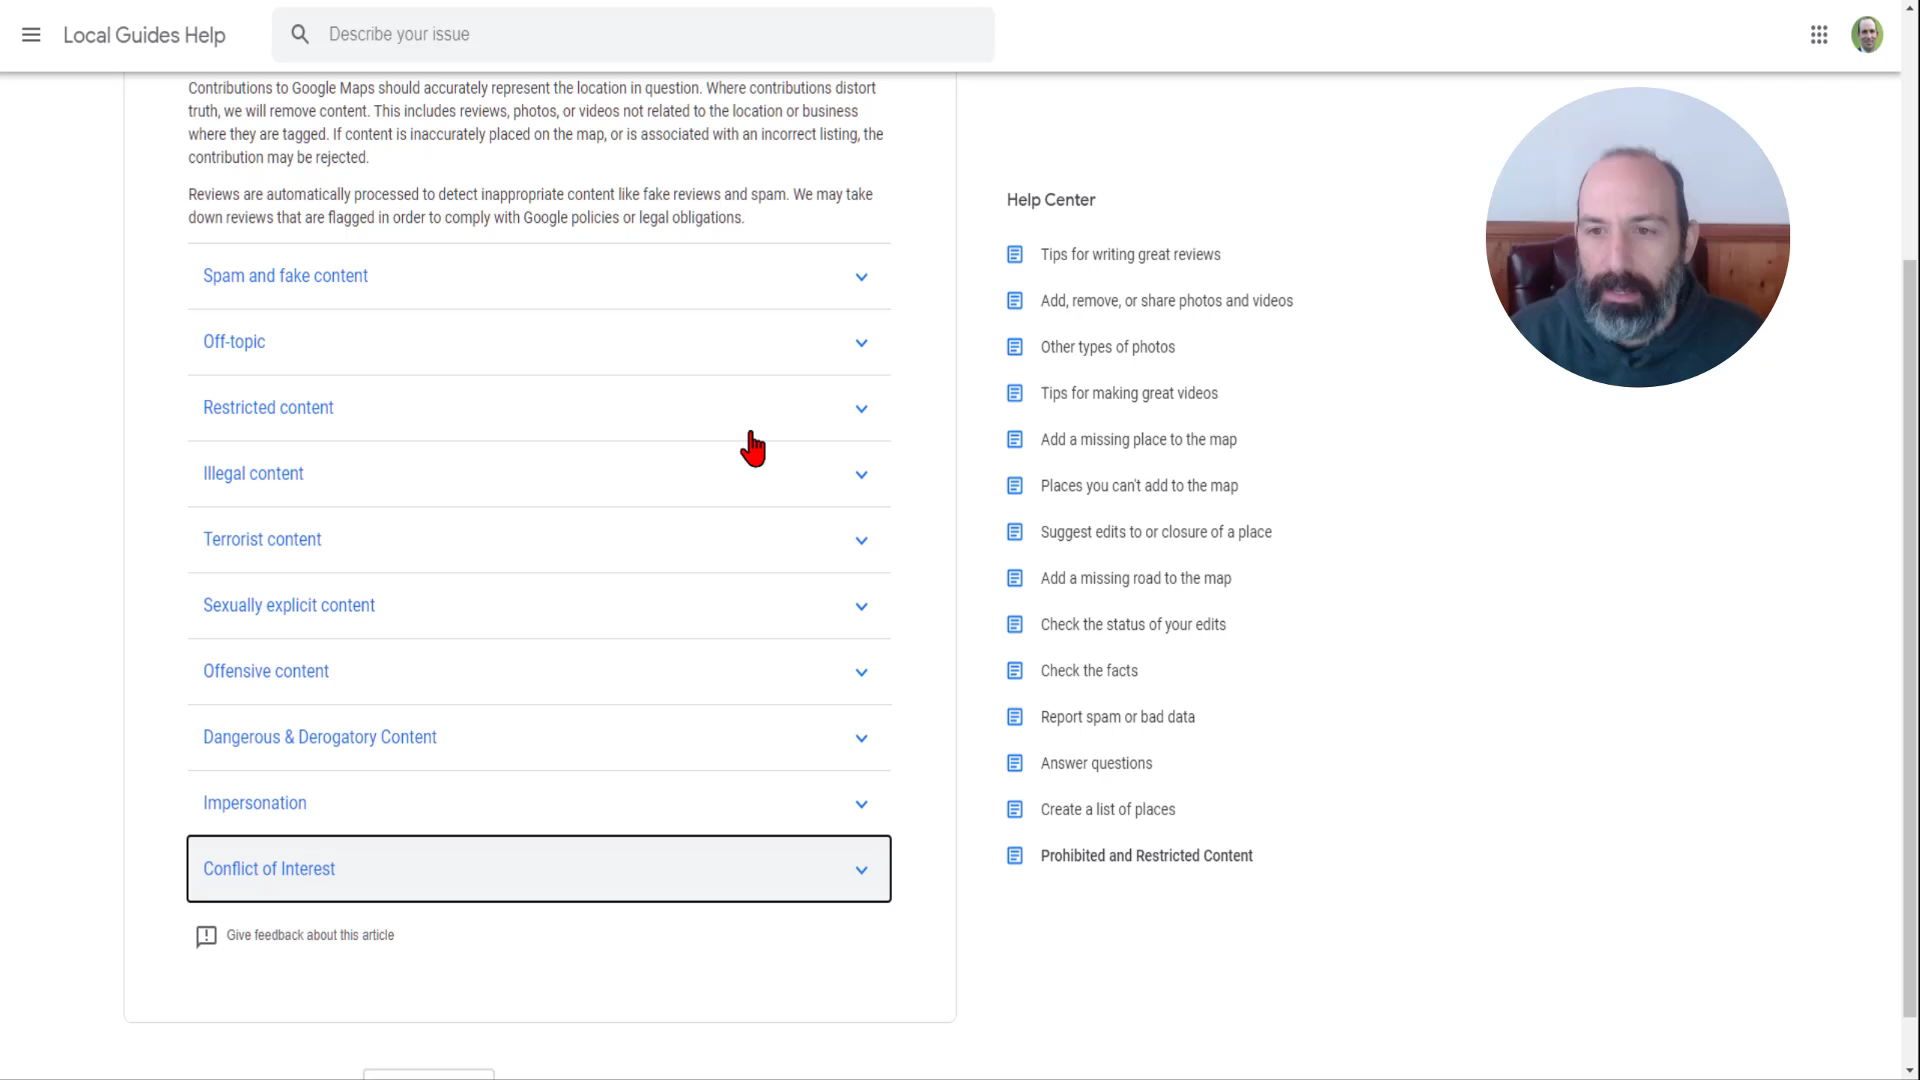 Local Guides Help
Describe your issue
Contributions to Google Maps should accurately represent the location in question. Where contributions distort
truth, we will remove content. This includes reviews, photos, or videos not related to the location or business
where they are tagged. If content is inaccurately placed on the map, or is associated with an incorrect listing, the
contribution may be rejected.
Reviews are automatically processed to detect inappropriate content like fake reviews and spam. We may take
down reviews that are flagged in order to comply with Google policies or legal obligations.
Spam and fake content
Off-topic
Restricted content
Illegal content
Terrorist content
Sexually explicit content
Offensive content
Dangerous & Derogatory Content
Impersonation
Conflict of Interest
Give feedback about this article
Help Center
Tips for writing great reviews
Add, remove, or share photos and videos
Other types of photos
Tips for making great videos
Add a missing place to the map
Places you can't add to the map
Suggest edits to or closure of a place
Add a missing road to the map
Check the status of your edits
Check the facts
Report spam or bad data
Answer questions
Create a list of places
Prohibited and Restricted Content